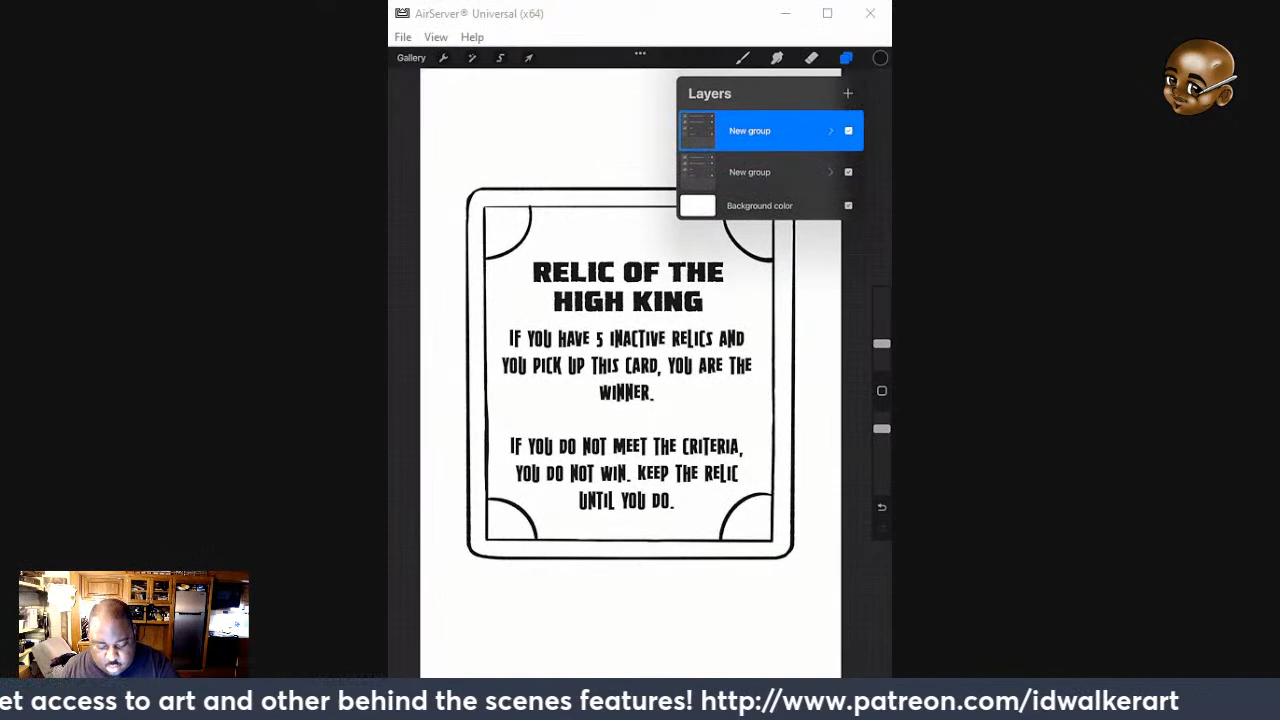 AirServer® Universal (x64)
File View Help
Gallery
Layers
New group
New group
Background color
RELIC OF THE
HIGH KING
IF YOU HAVE 5 INACTIVE RELICS AND
YOU PICK UP THIS CARD, YOU ARE THE
WINNER.
IF YOU DO NOT MEET THE CRITERIA,
YOU DO NOT WIN. KEEP THE RELIC
UNTIL YOU DO.
et access to art and other behind the scenes features! http://www.patreon.com/idwalkerart